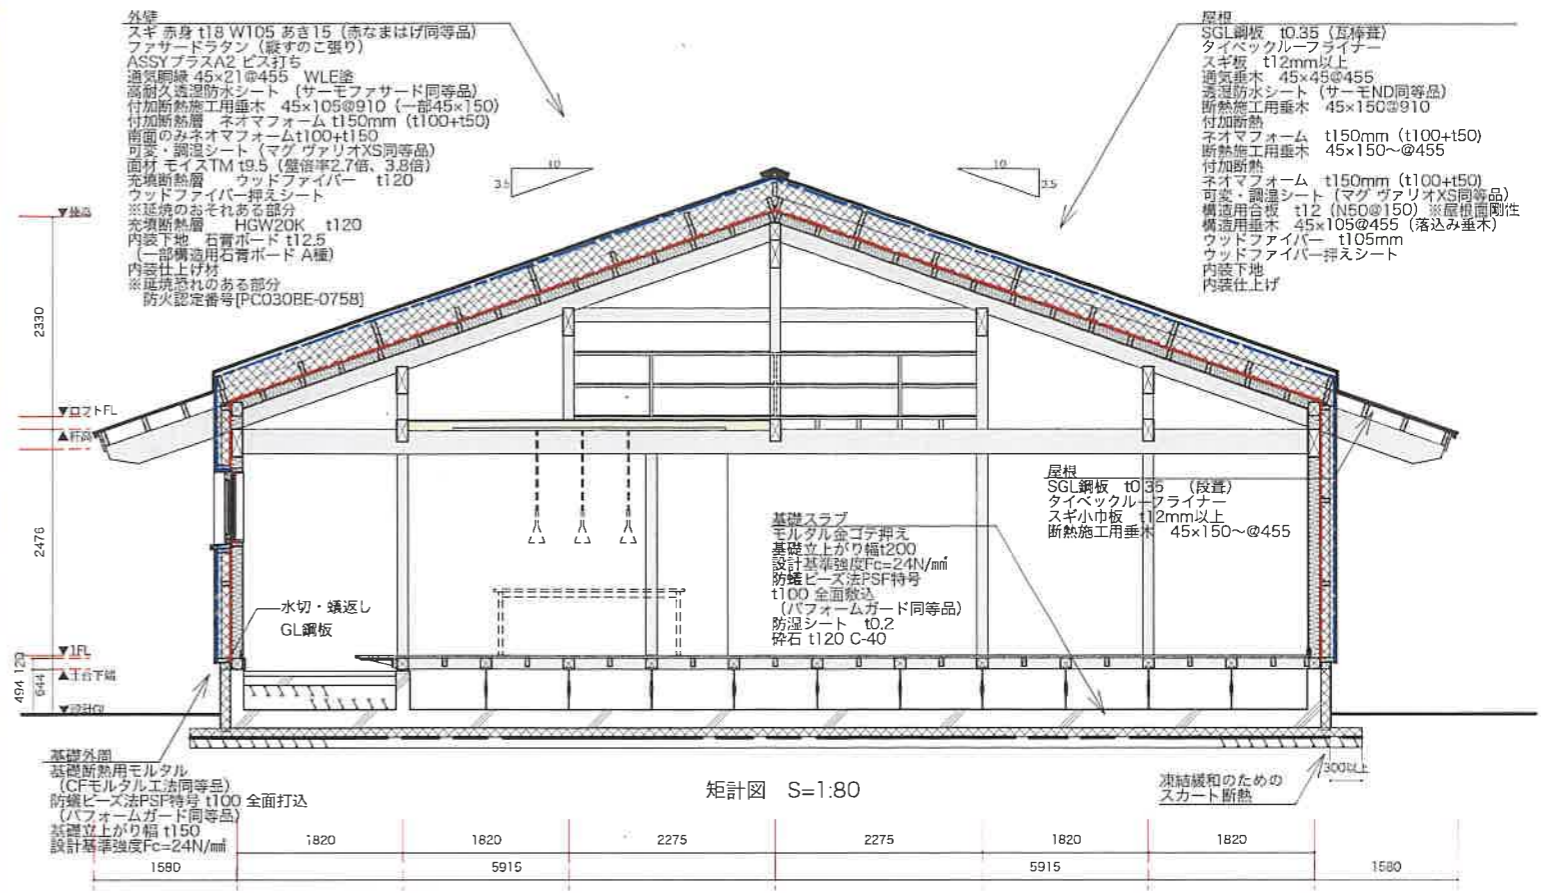 外壁
スギ 赤身 t18 W105 あき15（赤なまはげ同等品）
ファサードラタン（縦すのこ張り）
ASSYプラスA2 ビス打ち
通気胴縁 45×21@455　WLE塗
高耐久透湿防水シート （サーモファサード同等品）
付加断熱施工用垂木　45×105@910（一部45×150）
付加断熱層　ネオマフォーム t150mm（t100+t50）
南面のみネオマフォームt100+t150
可変・調湿シート（マグ ヴァリオXS同等品）
面材 モイスTM t9.5（壁倍率2.7倍、3.8倍）
充填断熱層　　ウッドファイバー　t120
ウッドファイバー押えシート
※延焼のおそれある部分
充填断熱層　　HGW20K　t120
内装下地　石膏ボード t12.5
（一部構造用石膏ボード A種）
内装仕上げ材
※延焼恐れのある部分
防火認定番号[PC030BE-0758]
屋根
SGL鋼板　t0.35（瓦棒葺）
タイベックルーフライナー
スギ板　t12mm以上
通気垂木　45×45@455
透湿防水シート（サーモND同等品）
断熱施工用垂木　45×150@910
付加断熱
ネオマフォーム　t150mm（t100+t50）
断熱施工用垂木　45×150〜@455
付加断熱
ネオマフォーム　t150mm（t100+t50）
可変・調湿シート（マグ ヴァリオXS同等品）
構造用合板　t12（N50@150）※屋根面剛性
構造用垂木　45×105@455（落込み垂木）
ウッドファイバー　t105mm
ウッドファイバー押えシート
内装下地
内装仕上げ
10
3.5
10
3.5
▼ロフトFL
2330
2476
▼1FL
▲土台下端
▼設計GL
120
494
644
水切・蟻返し
GL鋼板
屋根
SGL鋼板　t0.35　（段葺）
タイベックルーフライナー
スギ小巾板　t12mm以上
断熱施工用垂木　45×150〜@455
基礎スラブ
モルタル金ゴテ押え
基礎立上がり幅t200
設計基準強度Fc=24N/㎟
防蟻ビーズ法PSF特号
t100 全面敷込
（パフォームガード同等品）
防湿シート　t0.2
砕石 t120 C-40
基礎外周
基礎断熱用モルタル
（CFモルタル工法同等品）
防蟻ビーズ法PSF特号 t100 全面打込
（パフォームガード同等品）
基礎立上がり幅 t150
設計基準強度Fc=24N/㎟
矩計図　S=1:80
凍結緩和のための
スカート断熱
300以上
1820
1820
2275
2275
1820
1820
1580
5915
5915
1580